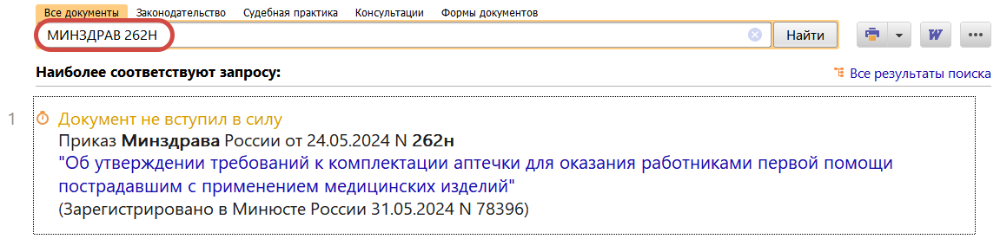 Все документы Законодательство Судебная практика Консультации Формы документов
МИНЗДРАВ 262Н Найти W
Наиболее соответствуют запросу: Все результаты поиска
1 Документ не вступил в силу
Приказ Минздрава России от 24.05.2024 N 262н
"Об утверждении требований к комплектации аптечки для оказания работниками первой помощи
пострадавшим с применением медицинских изделий"
(Зарегистрировано в Минюсте России 31.05.2024 N 78396)